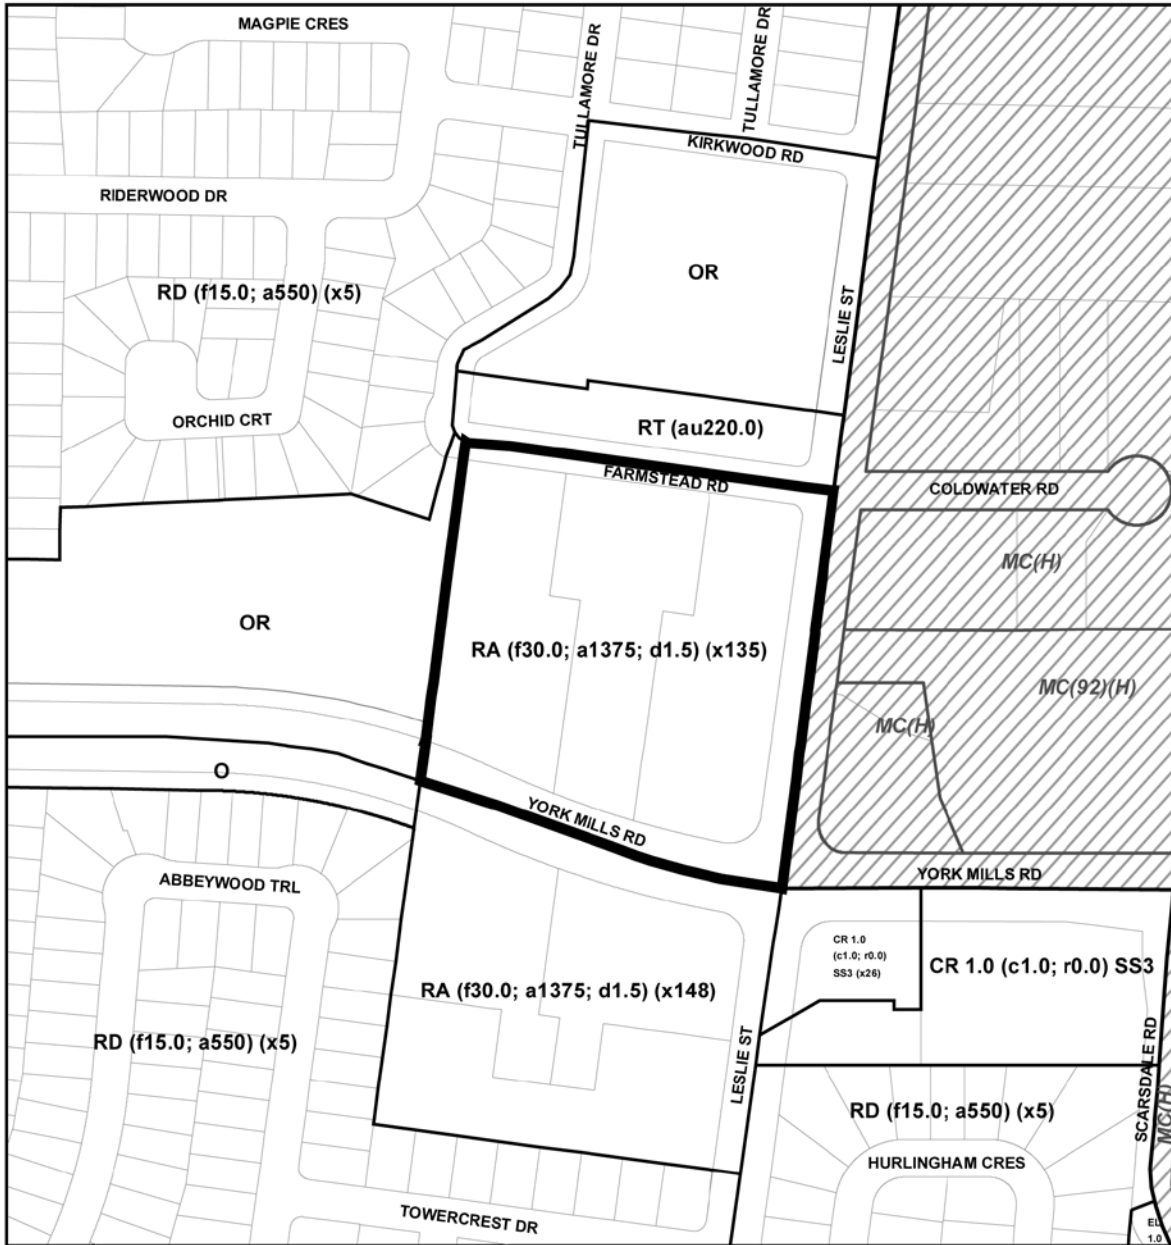 MAGPIE CRES
TULLAMORE DR
TULLAMORE DR
KIRKWOOD RD
RIDERWOOD DR
OR
RD (f15.0; a550) (x5)
LESLIE ST
ORCHID CRT
RT (au220.0)
FARMSTEAD RD
COLDWATER RD
MC(H)
OR
RA (f30.0; a1375; d1.5) (x135)
MC(92)(H)
MC(H)
O
YORK MILLS RD
YORK MILLS RD
ABBEYWOOD TRL
CR 1.0
(c1.0; r0.0)
SS3 (x26)
CR 1.0 (c1.0; r0.0) SS3
RA (f30.0; a1375; d1.5) (x148)
RD (f15.0; a550) (x5)
LESLIE ST
SCARSDALE RD
MC(H)
RD (f15.0; a550) (x5)
HURLINGHAM CRES
TOWERCREST DR
EL
1.0